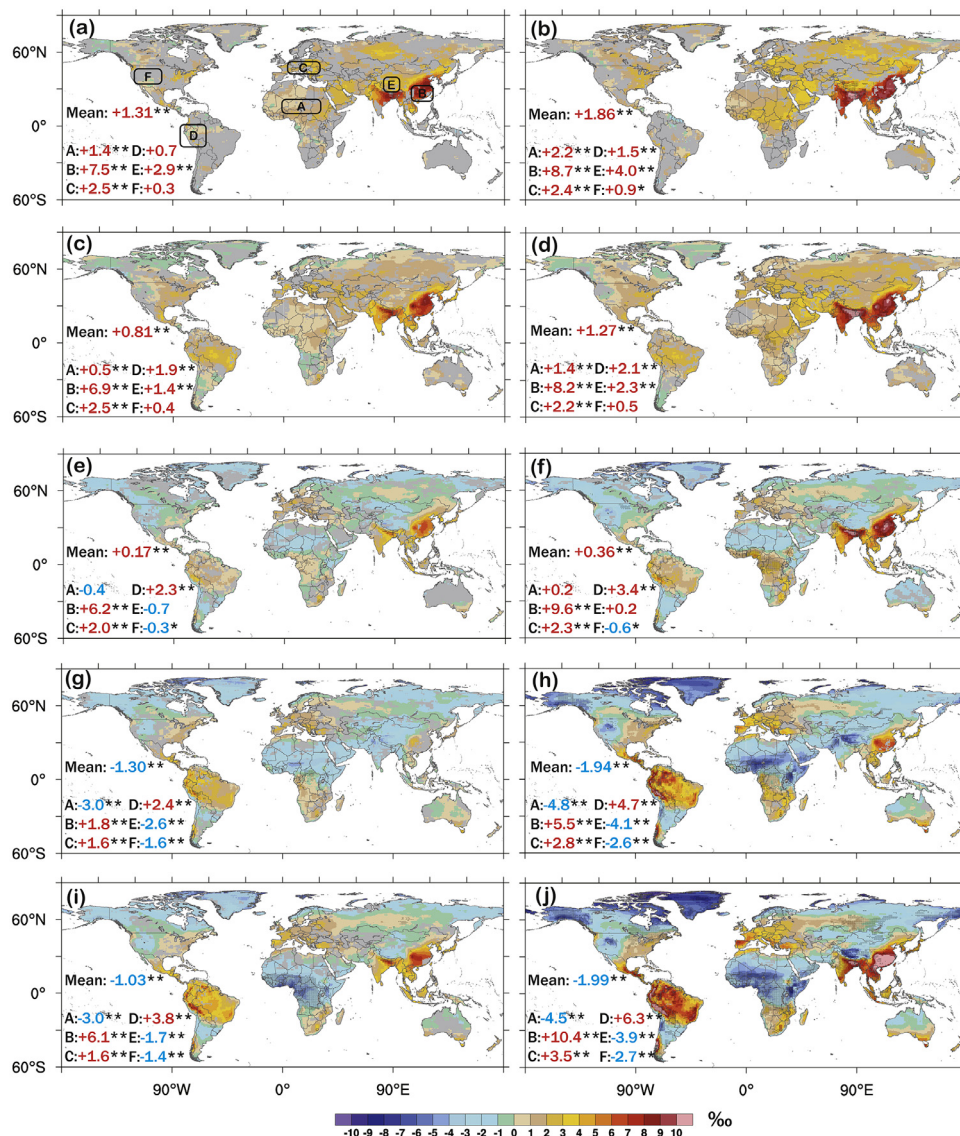 (a) (b)
60°N
F C E B A
Mean: +1.31** Mean: +1.86**
0°
D
A:+1.4** D:+0.7 A:+2.2** D:+1.5**
B:+7.5** E:+2.9** B:+8.7** E:+4.0**
C:+2.5** F:+0.3 C:+2.4** F:+0.9*
60°S
(c) (d)
60°N
Mean: +0.81** Mean: +1.27**
0°
A:+0.5** D:+1.9** A:+1.4** D:+2.1**
B:+6.9** E:+1.4** B:+8.2** E:+2.3**
C:+2.5** F:+0.4 C:+2.2** F:+0.5
60°S
(e) (f)
60°N
Mean: +0.17** Mean: +0.36**
0°
A:-0.4 D:+2.3** A:+0.2 D:+3.4**
B:+6.2** E:-0.7 B:+9.6** E:+0.2
C:+2.0** F:-0.3* C:+2.3** F:-0.6*
60°S
(g) (h)
60°N
Mean: -1.30** Mean: -1.94**
0°
A:-3.0** D:+2.4** A:-4.8** D:+4.7**
B:+1.8** E:-2.6** B:+5.5** E:-4.1**
C:+1.6** F:-1.6** C:+2.8** F:-2.6**
60°S
(i) (j)
60°N
Mean: -1.03** Mean: -1.99**
0°
A:-3.0** D:+3.8** A:-4.5** D:+6.3**
B:+6.1** E:-1.7** B:+10.4** E:-3.9**
C:+1.6** F:-1.4** C:+3.5** F:-2.7**
60°S
90°W 0° 90°E 90°W 0° 90°E
‰
-10 -9 -8 -7 -6 -5 -4 -3 -2 -1 0 1 2 3 4 5 6 7 8 9 10